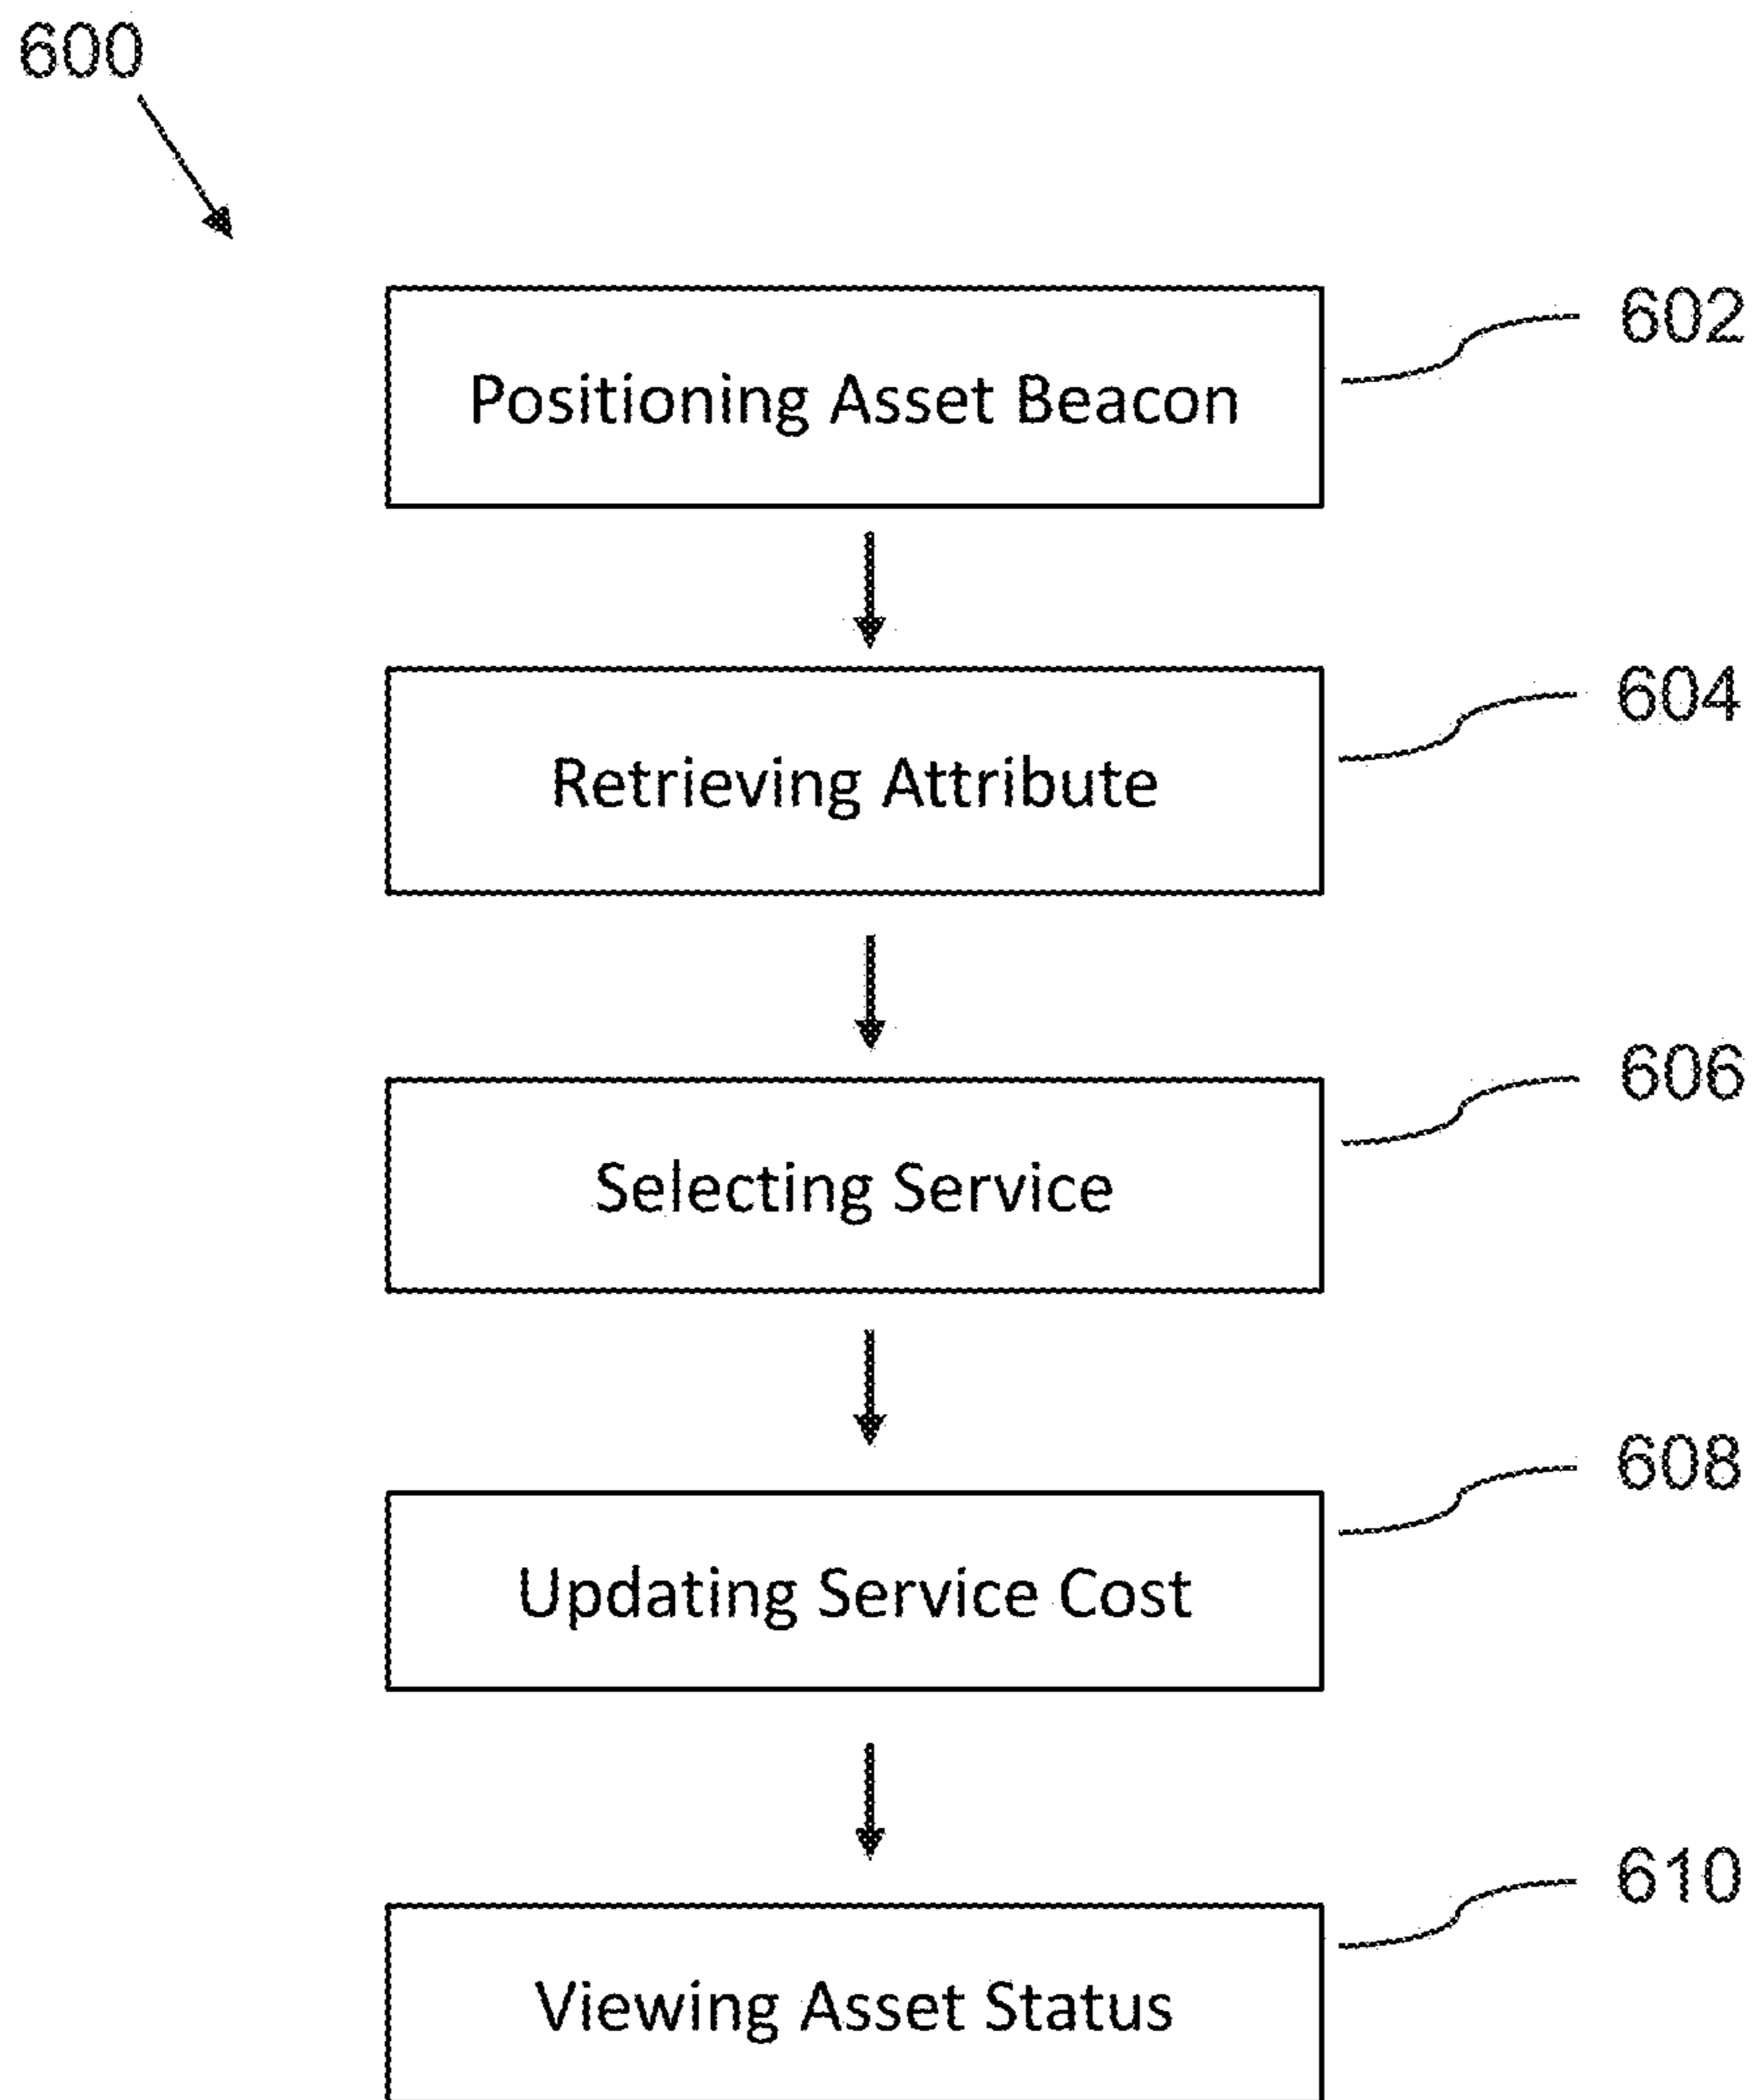 600
Positioning Asset Beacon
602
Retrieving Attribute
604
Selecting Service
606
Updating Service Cost
608
Viewing Asset Status
610